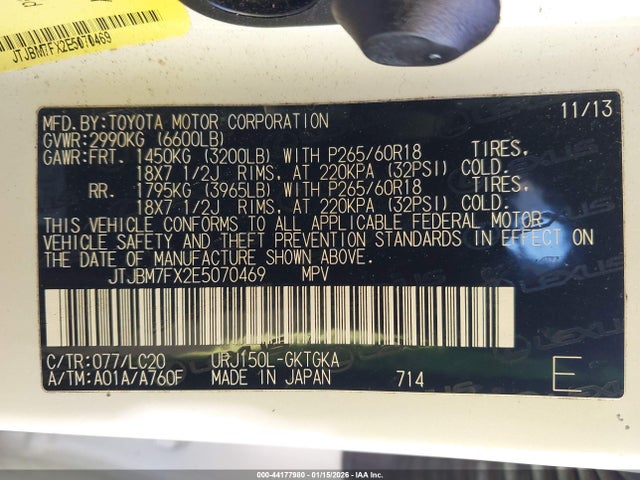 JTJBM7FX2E5070469
MFD.BY:TOYOTA MOTOR CORPORATION 11/13
GVWR:2990KG (6600LB)
GAWR:FRT. 1450KG (3200LB) WITH P265/60R18 TIRES.
18X7 1/2J RIMS. AT 220KPA (32PSI) COLD.
RR. 1795KG (3965LB) WITH P265/60R18 TIRES.
18X7 1/2J RIMS. AT 220KPA (32PSI) COLD.
THIS VEHICLE CONFORMS TO ALL APPLICABLE FEDERAL MOTOR
VEHICLE SAFETY AND THEFT PREVENTION STANDARDS IN EFFECT ON
THE DATE OF MANUFACTURE SHOWN ABOVE.
JTJBM7FX2E5070469 MPV
C/TR:077/LC20 URJ150L-GKTGKA
A/TM:A01A/A760F MADE IN JAPAN 714 E
LEXUS
000-44177980 - 01/15/2026 - IAA Inc.